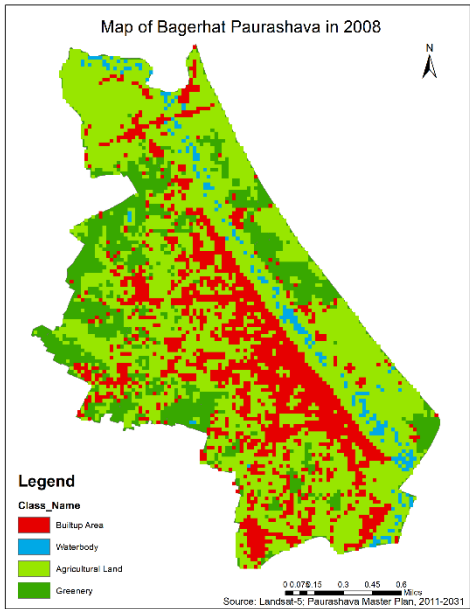 Map of Bagerhat Paurashava in 2008
N
Legend
Class_Name
Builtup Area
Waterbody
Agricultural Land
Greenery
0 0.075 0.15 0.3 0.45 0.6
Miles
Source: Landsat-5; Paurashava Master Plan, 2011-2031